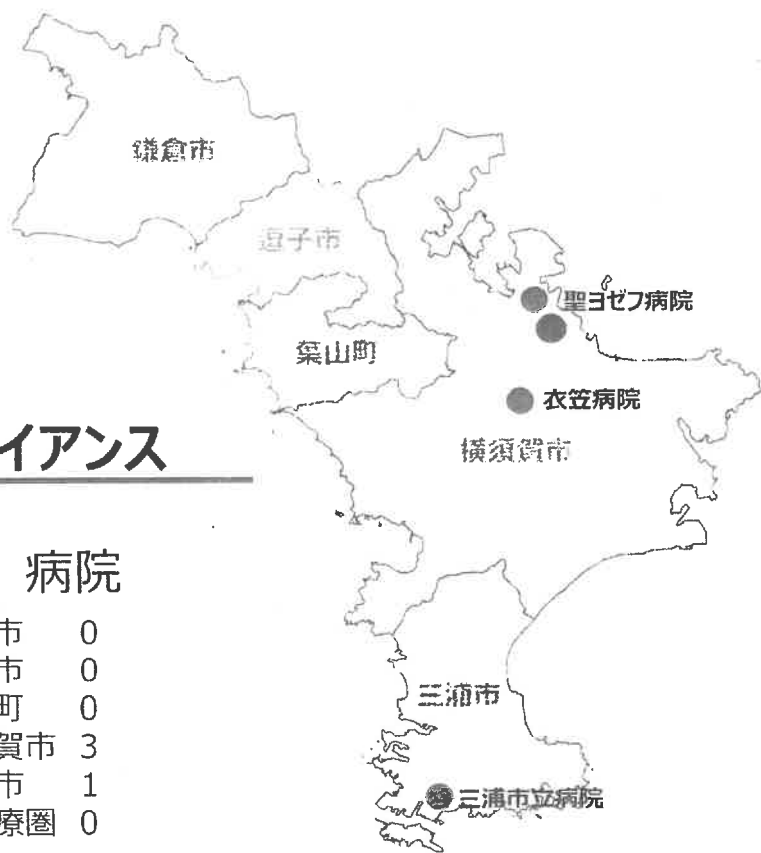 鎌倉市
逗子市
聖ヨゼフ病院
葉山町
衣笠病院
横須賀市
イアンス
病院
市 0
市 0
町 0
賀市 3
市 1
療圏 0
三浦市
三浦市立病院